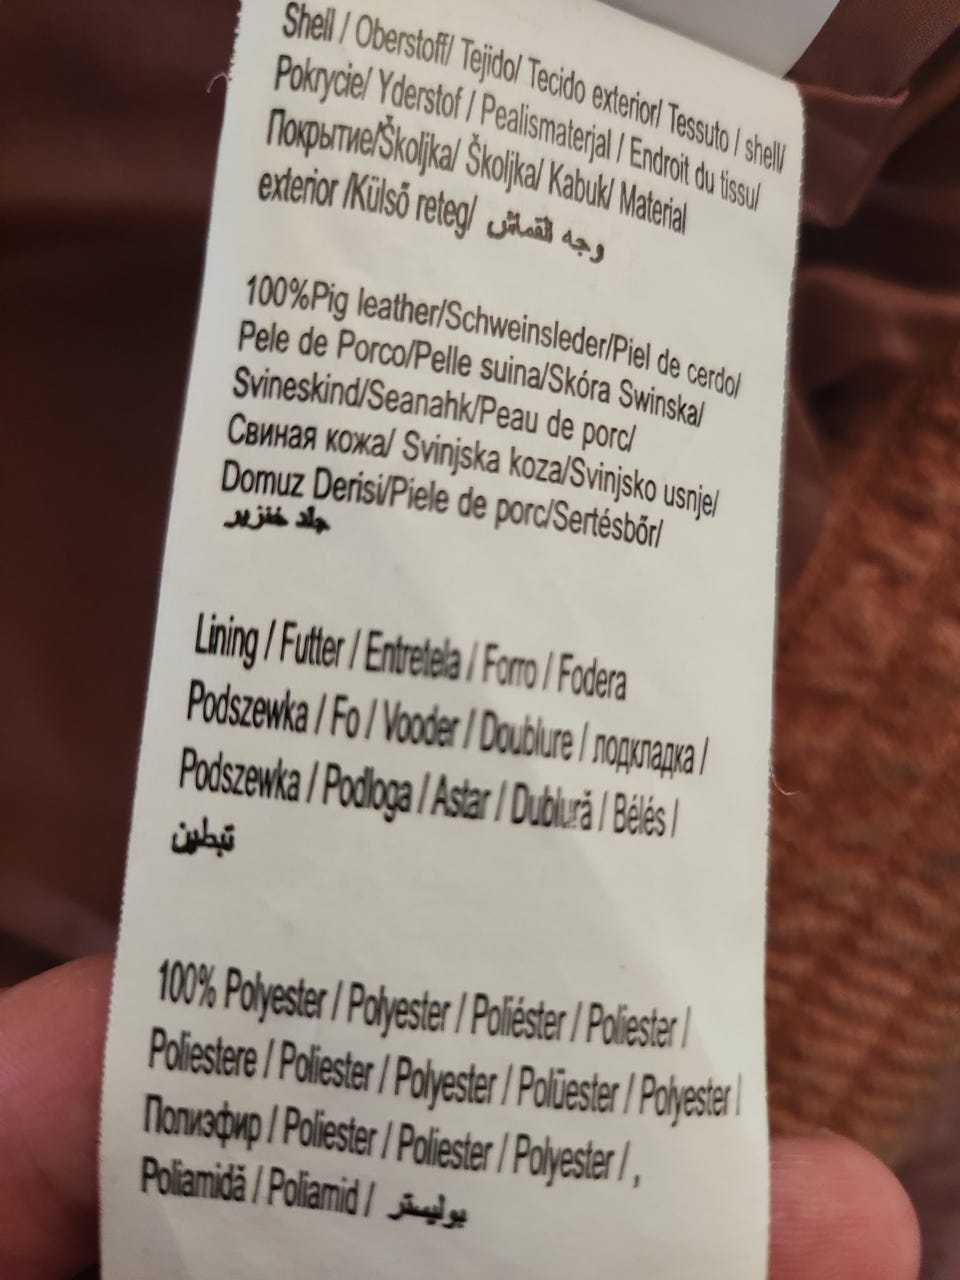 Shell / Oberstoff/ Tejido/ Tecido exterior/ Tessuto / shell/
Pokrycie/ Yderstof / Pealismaterjal / Endroit du tissu/
Покрытие/Školjka/ Školjka/ Kabuk/ Material
exterior /Külső reteg/ وجه القماش
100%Pig leather/Schweinsleder/Piel de cerdo/
Pele de Porco/Pelle suina/Skóra Swinska/
Svineskind/Seanahk/Peau de porc/
Свиная кожа/ Svinjska koza/Svinjsko usnje/
Domuz Derisi/Piele de porc/Sertésbőr/
جلد خنزير
Lining / Futter / Entretela / Forro / Fodera
Podszewka / Fo / Vooder / Doublure / подкладка /
Podszewka / Podloga / Astar / Dublură / Bélés /
تبطين
100% Polyester / Polyester / Poliéster / Poliester /
Poliestere / Poliester / Polyester / Polüester / Polyester /
Полиэфир / Poliester / Poliester / Polyester / ,
Poliamidă / Poliamid / بوليستر